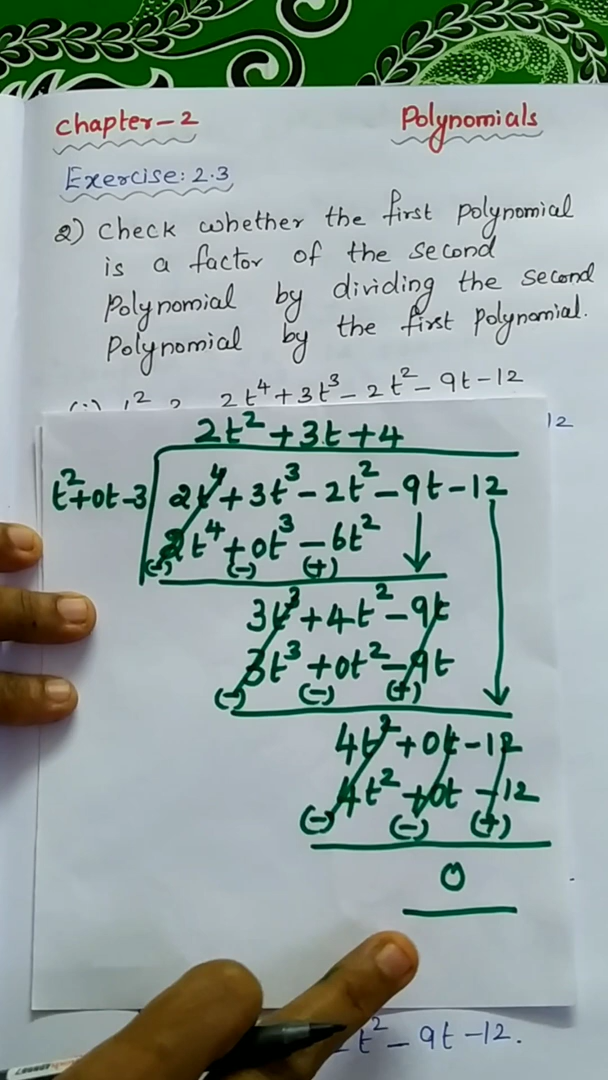 Chapter-2
Polynomials
Exercise: 2.3
2) Check whether the first polynomial
is a factor of the second
Polynomial by dividing the second
Polynomial by the first Polynomial.
2t⁴+3t³-2t²-9t-12
12
2t²+3t+4
t²+0t-3 2t⁴+3t³-2t²-9t-12
2t⁴+0t³-6t²
(-) (-) (+)
3t³+4t²-9t
3t³+0t²-9t
(-) (-) (+)
4t²+0t-12
4t²+0t-12
(-) (-) (+)
0
t²-9t-12.